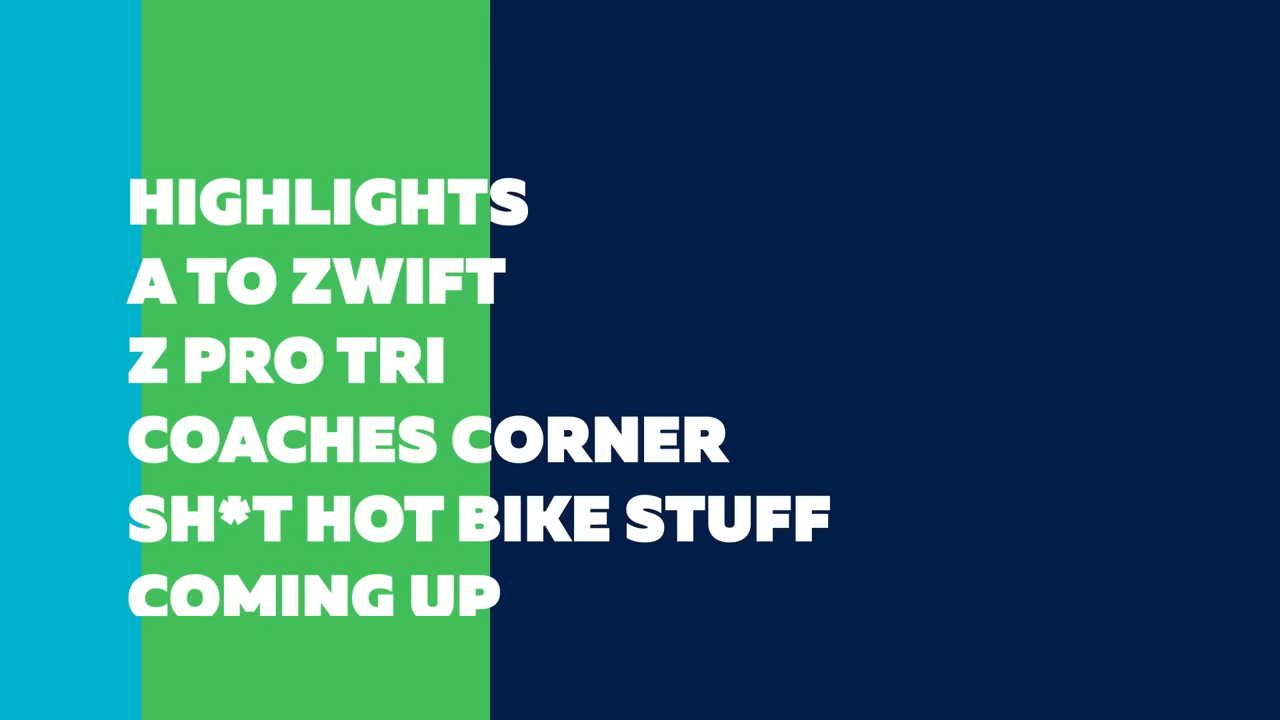 HIGHLIGHTS
A TO ZWIFT
Z PRO TRI
COACHES CORNER
SH*T HOT BIKE STUFF
COMING UP